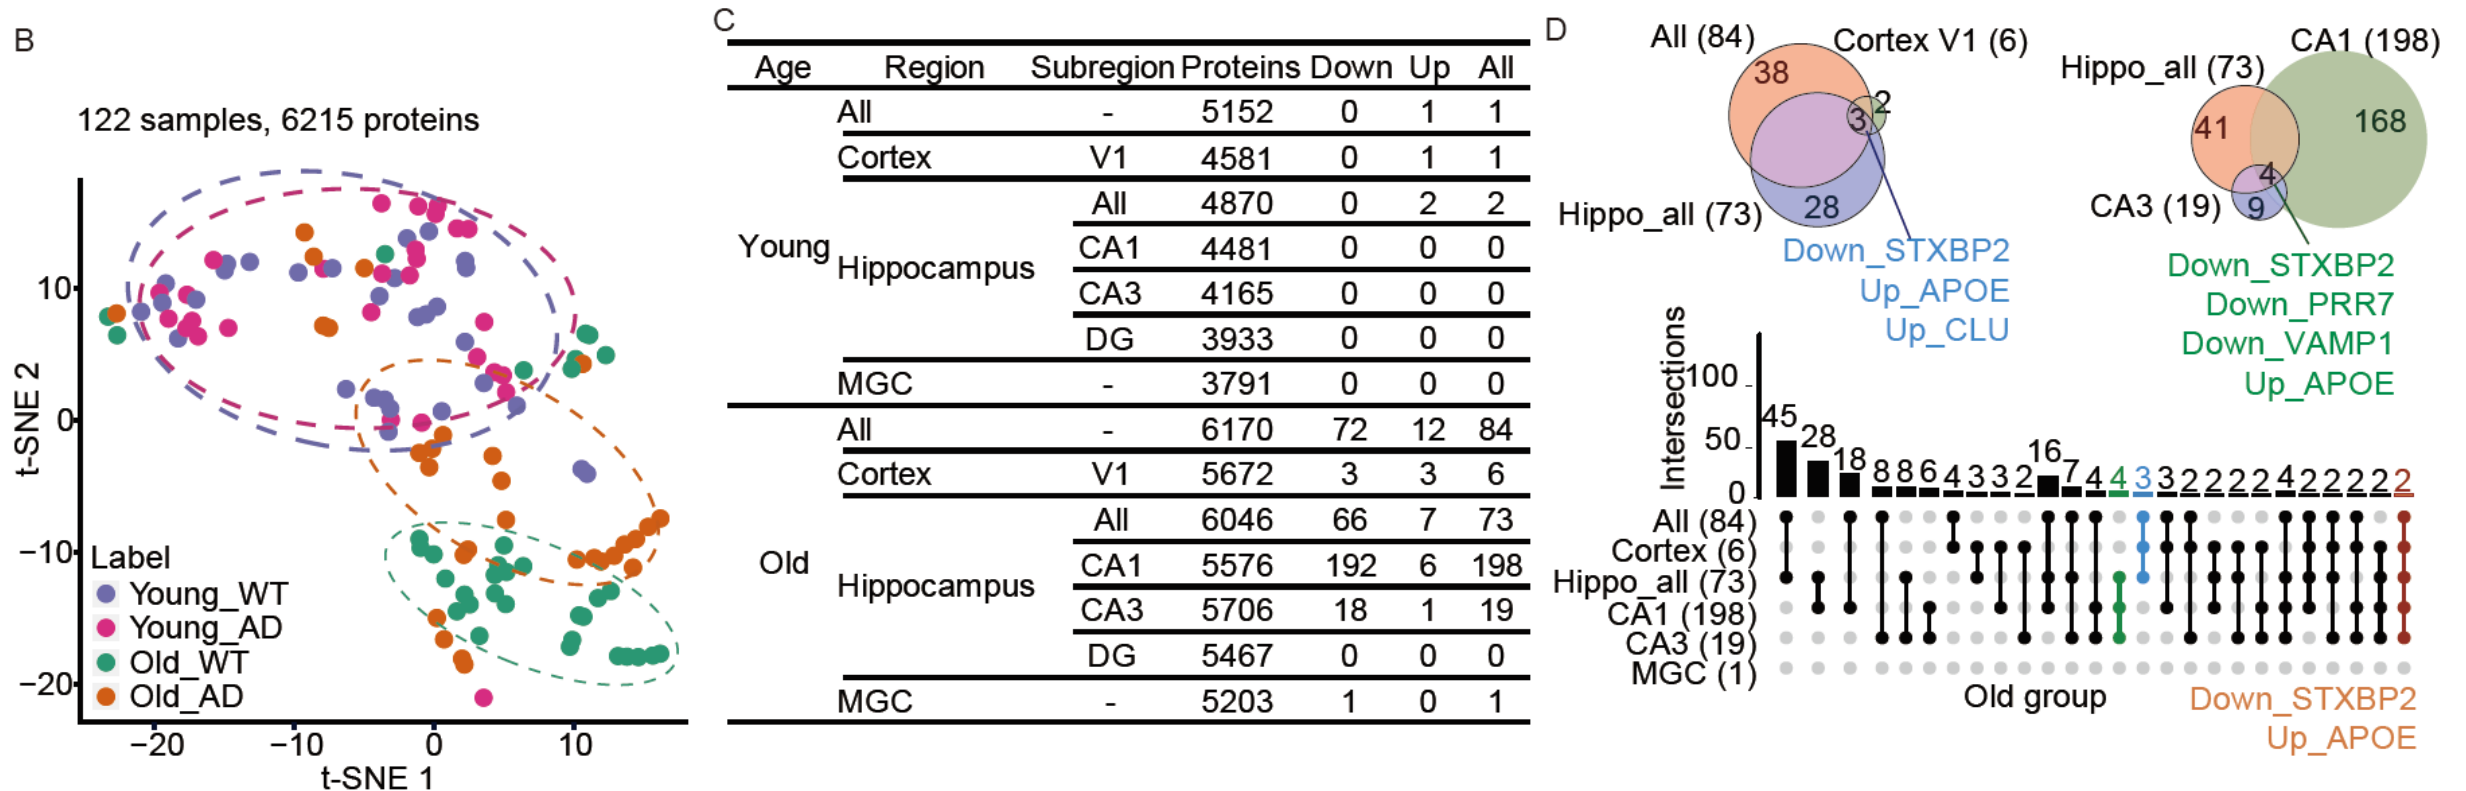 B
122 samples, 6215 proteins
t-SNE 2
10
0
−10
−20
Label
Young_WT
Young_AD
Old_WT
Old_AD
−20 −10 0 10
t-SNE 1
C
Age Region Subregion Proteins Down Up All
Young
All - 5152 0 1 1
Cortex V1 4581 0 1 1
Hippocampus
All 4870 0 2 2
CA1 4481 0 0 0
CA3 4165 0 0 0
DG 3933 0 0 0
MGC - 3791 0 0 0
Old
All - 6170 72 12 84
Cortex V1 5672 3 3 6
Hippocampus
All 6046 66 7 73
CA1 5576 192 6 198
CA3 5706 18 1 19
DG 5467 0 0 0
MGC - 5203 1 0 1
D
All (84)
Cortex V1 (6)
38
2
3
28
Hippo_all (73)
Down_STXBP2
Up_APOE
Up_CLU
CA1 (198)
Hippo_all (73)
41
168
4
CA3 (19)
9
Down_STXBP2
Down_PRR7
Down_VAMP1
Up_APOE
Intersections
100
50
0
45 28 18 8 8 6 4 3 3 2 16 7 4 4 3 3 2 2 2 2 4 2 2 2 2 2
All (84)
Cortex (6)
Hippo_all (73)
CA1 (198)
CA3 (19)
MGC (1)
Old group
Down_STXBP2
Up_APOE